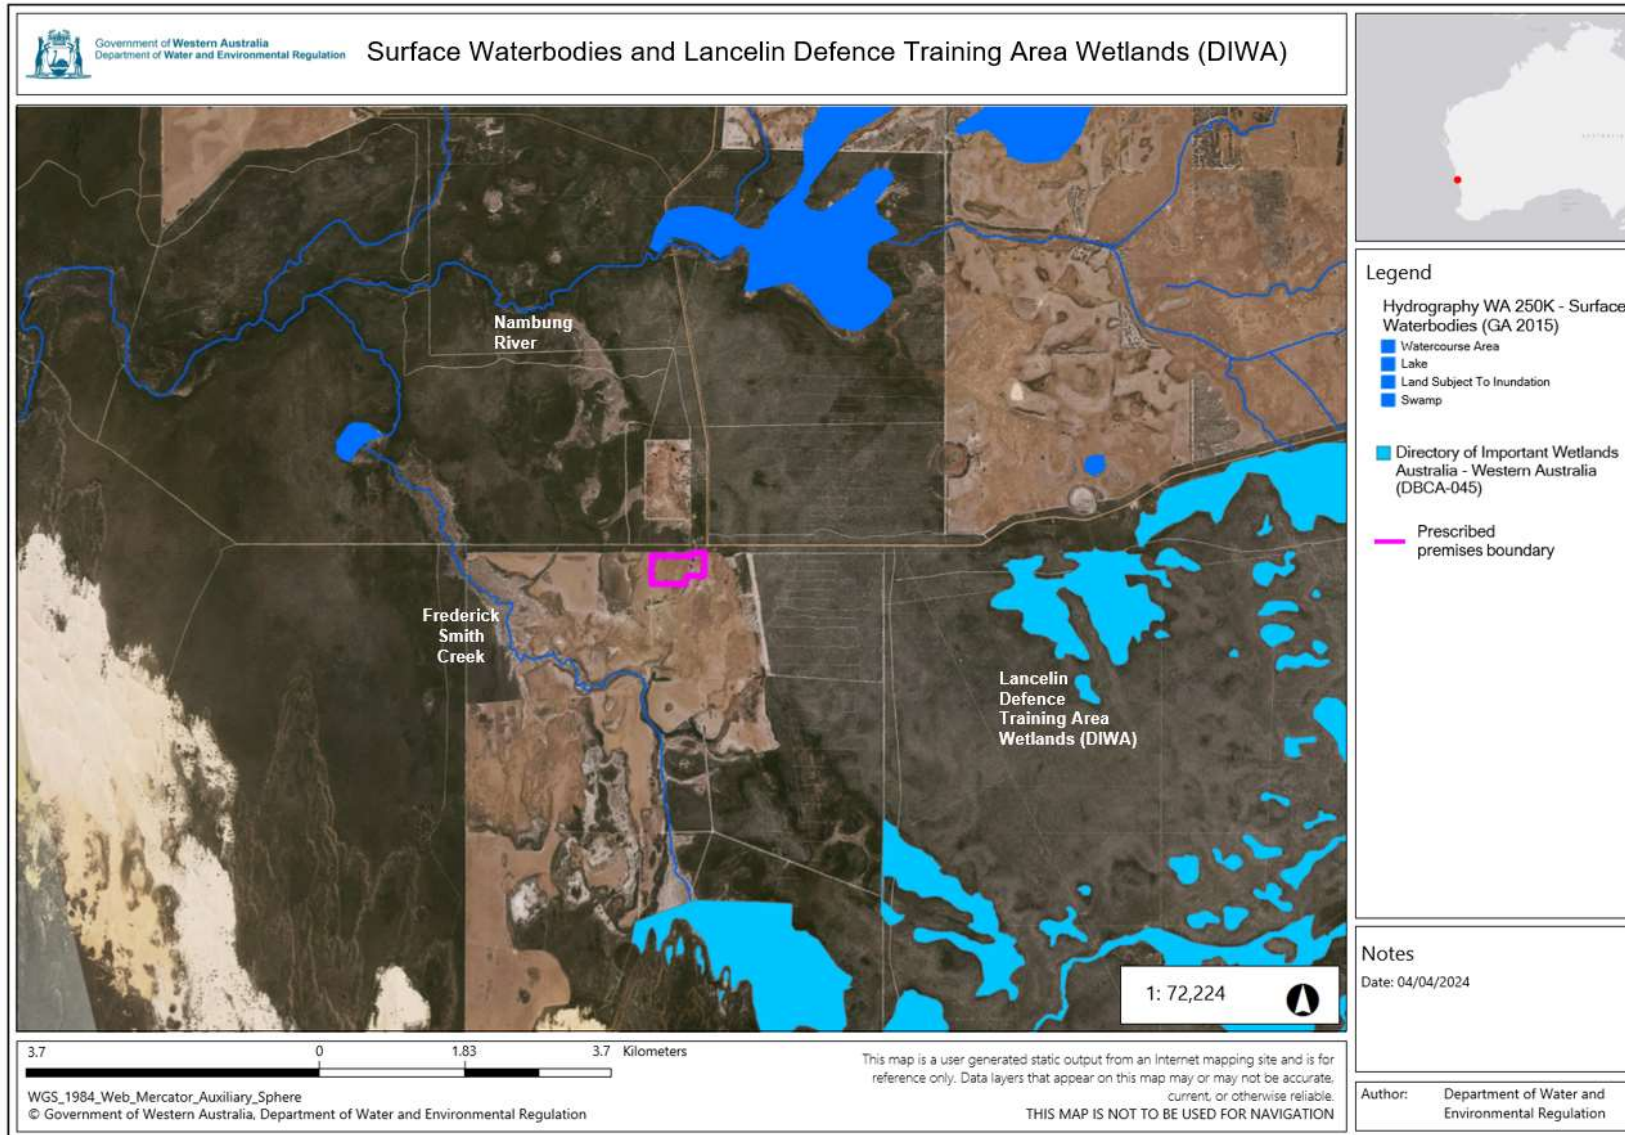 Government of Western Australia
Department of Water and Environmental Regulation
Surface Waterbodies and Lancelin Defence Training Area Wetlands (DIWA)
Nambung
River
Frederick
Smith
Creek
Lancelin
Defence
Training Area
Wetlands (DIWA)
1: 72,224
Legend
Hydrography WA 250K - Surface
Waterbodies (GA 2015)
Watercourse Area
Lake
Land Subject To Inundation
Swamp
Directory of Important Wetlands
Australia - Western Australia
(DBCA-045)
Prescribed
premises boundary
Notes
Date: 04/04/2024
3.7 0 1.83 3.7 Kilometers
WGS_1984_Web_Mercator_Auxiliary_Sphere
© Government of Western Australia, Department of Water and Environmental Regulation
This map is a user generated static output from an Internet mapping site and is for
reference only. Data layers that appear on this map may or may not be accurate,
current, or otherwise reliable.
THIS MAP IS NOT TO BE USED FOR NAVIGATION
Author: Department of Water and
Environmental Regulation